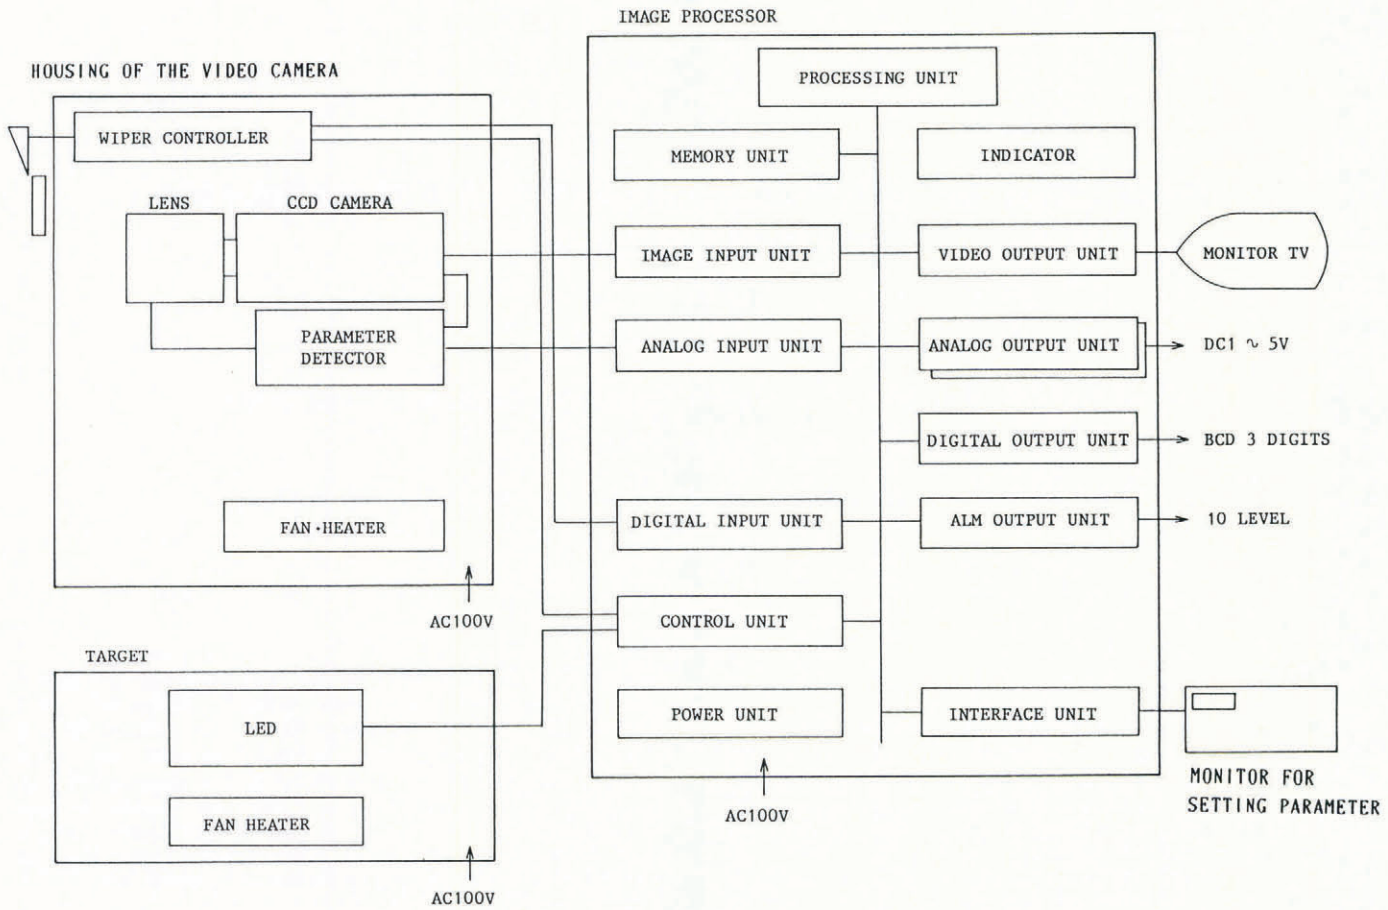 IMAGE PROCESSOR
HOUSING OF THE VIDEO CAMERA
PROCESSING UNIT
WIPER CONTROLLER
MEMORY UNIT
INDICATOR
LENS
CCD CAMERA
IMAGE INPUT UNIT
VIDEO OUTPUT UNIT
MONITOR TV
PARAMETER
DETECTOR
ANALOG INPUT UNIT
ANALOG OUTPUT UNIT
DC1 ~ 5V
DIGITAL OUTPUT UNIT
BCD 3 DIGITS
FAN・HEATER
DIGITAL INPUT UNIT
ALM OUTPUT UNIT
10 LEVEL
AC100V
CONTROL UNIT
TARGET
LED
POWER UNIT
INTERFACE UNIT
MONITOR FOR
SETTING PARAMETER
FAN HEATER
AC100V
AC100V